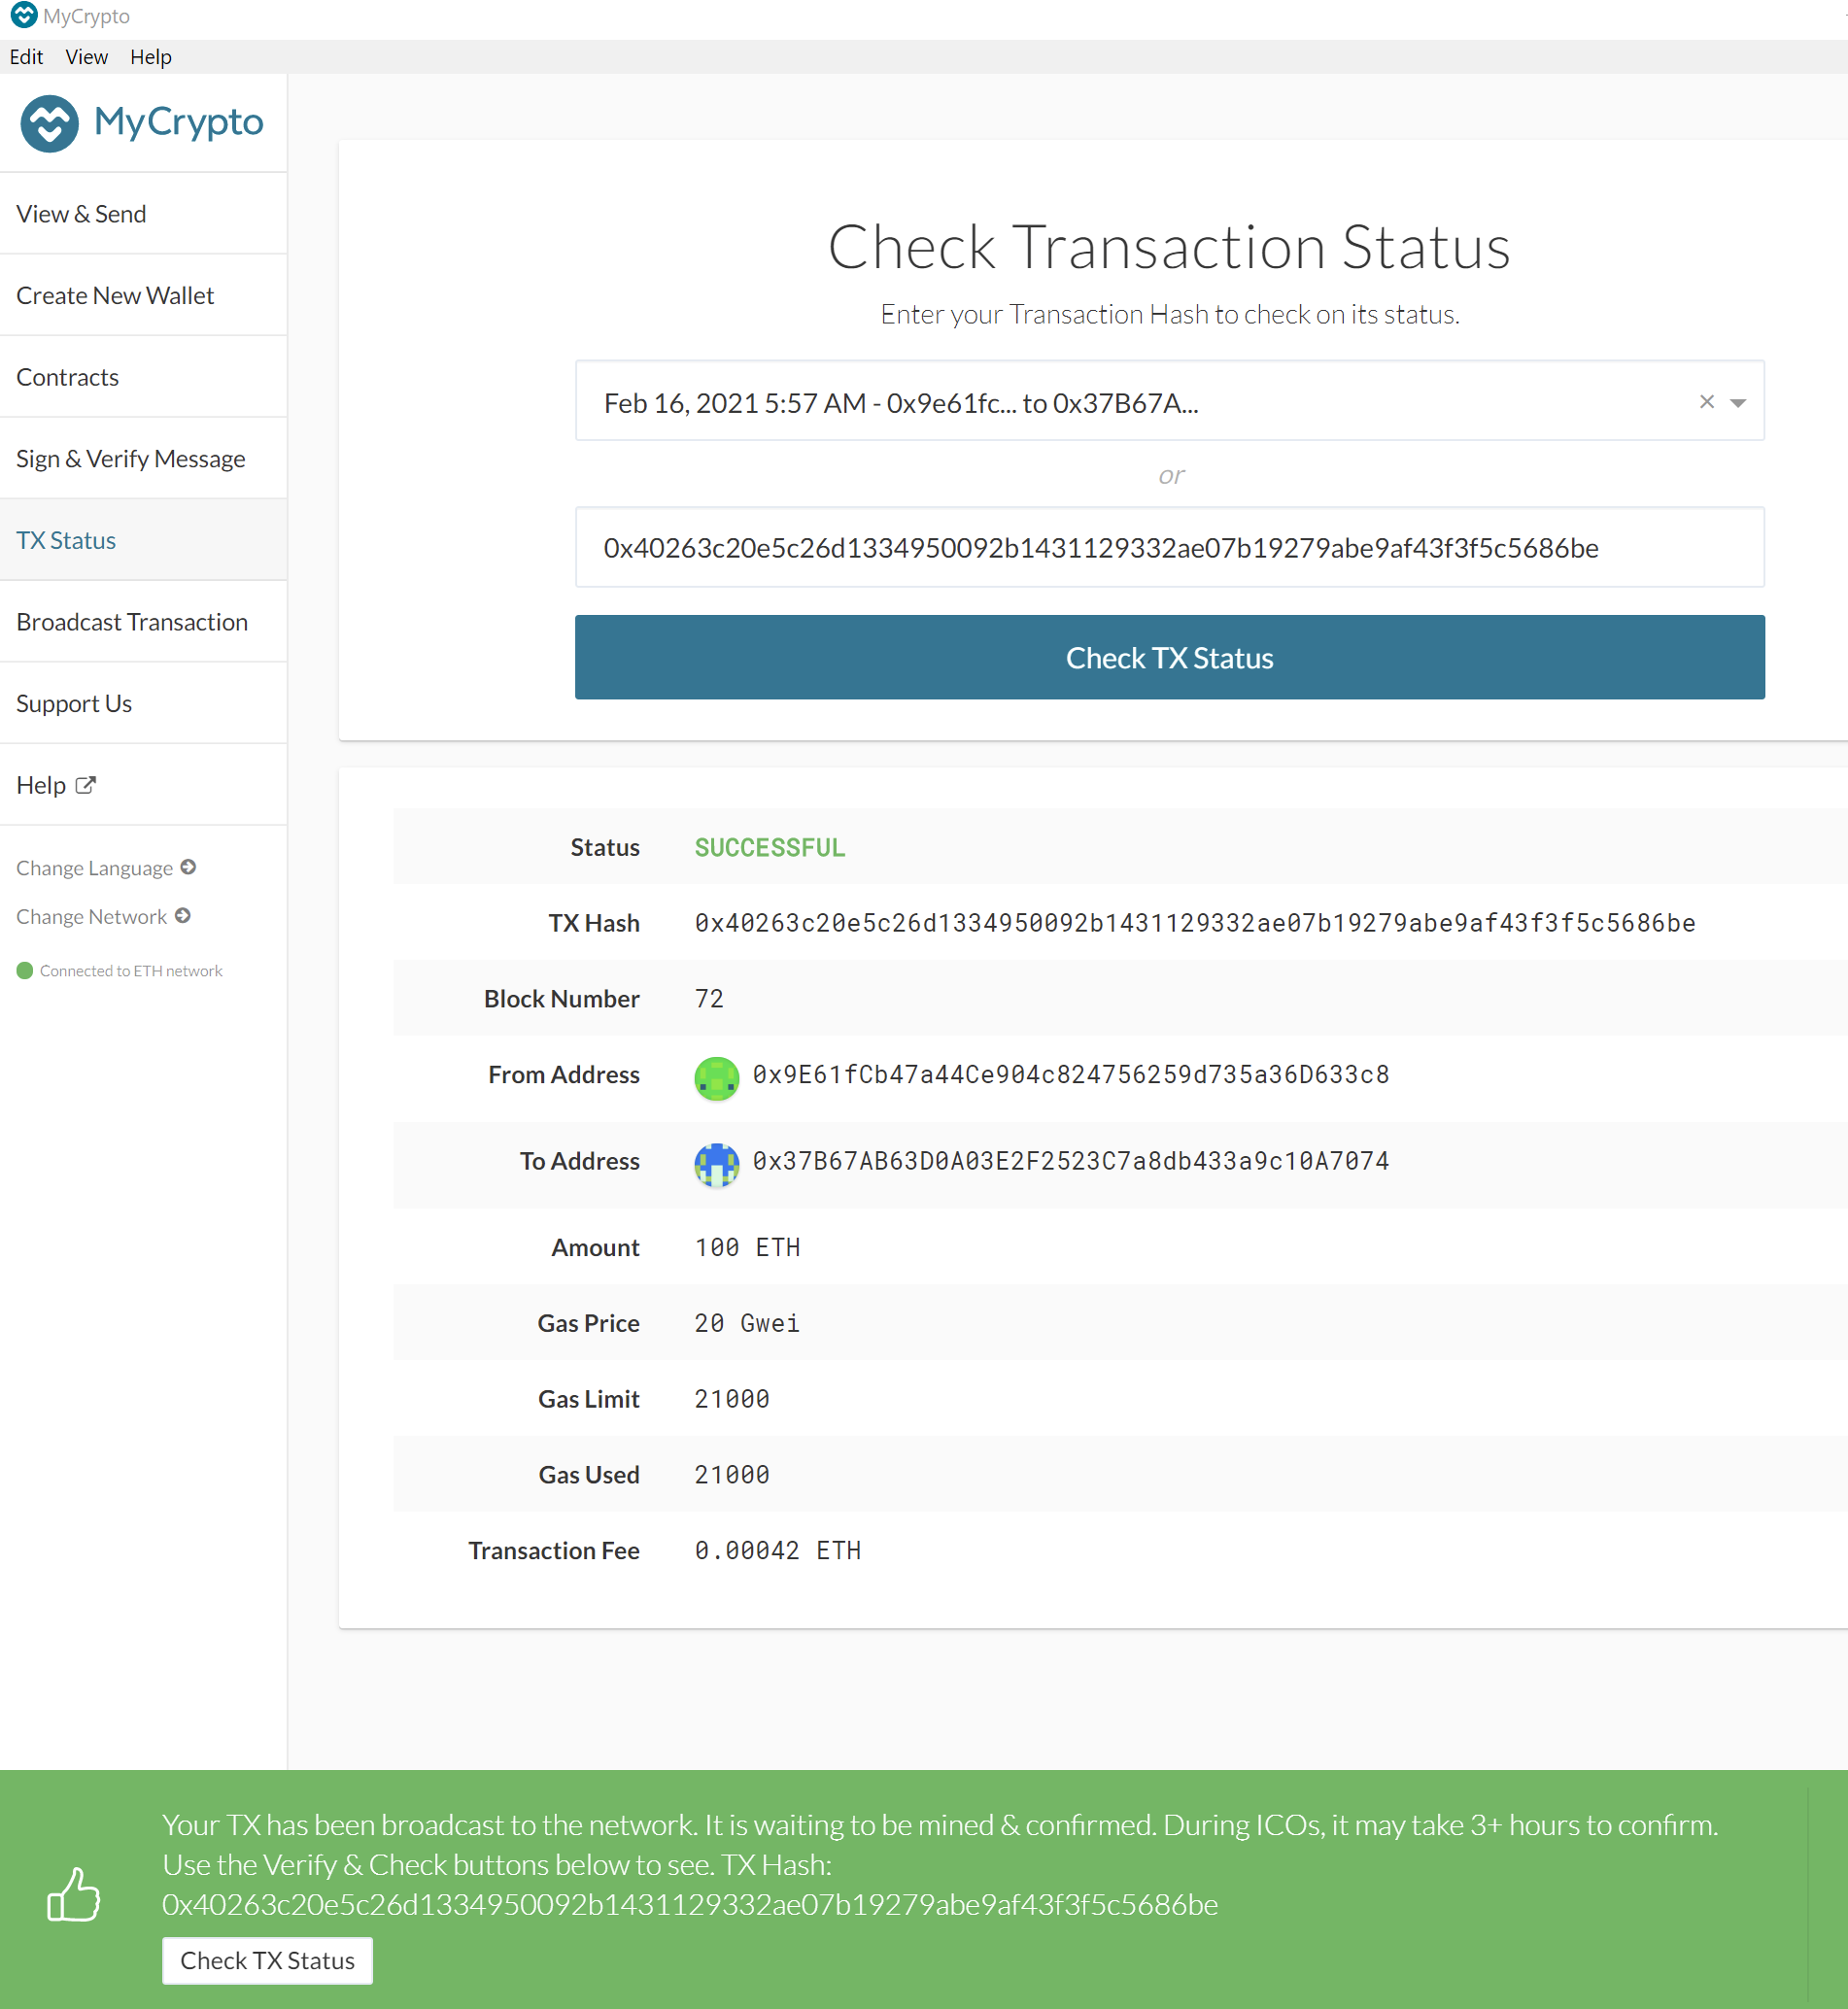 MyCrypto
Edit View Help
MyCrypto
View & Send
Create New Wallet
Contracts
Sign & Verify Message
TX Status
Broadcast Transaction
Support Us
Help
Change Language
Change Network
Connected to ETH network
Check Transaction Status
Enter your Transaction Hash to check on its status.
Feb 16, 2021 5:57 AM - 0x9e61fc... to 0x37B67A...
or
0x40263c20e5c26d1334950092b1431129332ae07b19279abe9af43f3f5c5686be
Check TX Status
Status SUCCESSFUL
TX Hash 0x40263c20e5c26d1334950092b1431129332ae07b19279abe9af43f3f5c5686be
Block Number 72
From Address 0x9E61fCb47a44Ce904c824756259d735a36D633c8
To Address 0x37B67AB63D0A03E2F2523C7a8db433a9c10A7074
Amount 100 ETH
Gas Price 20 Gwei
Gas Limit 21000
Gas Used 21000
Transaction Fee 0.00042 ETH
Your TX has been broadcast to the network. It is waiting to be mined & confirmed. During ICOs, it may take 3+ hours to confirm.
Use the Verify & Check buttons below to see. TX Hash:
0x40263c20e5c26d1334950092b1431129332ae07b19279abe9af43f3f5c5686be
Check TX Status